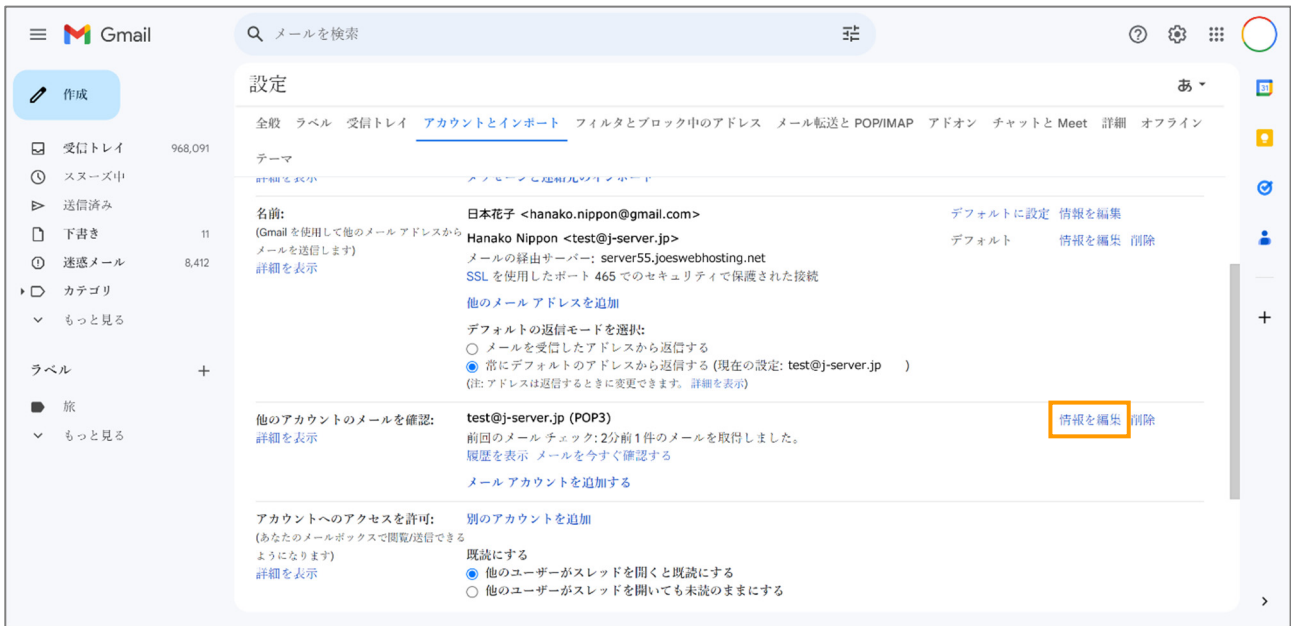 Gmail
メールを検索
作成
受信トレイ 968,091
スヌーズ中
送信済み
下書き 11
迷惑メール 8,412
カテゴリ
もっと見る
ラベル
旅
もっと見る
設定
あ
全般 ラベル 受信トレイ アカウントとインポート フィルタとブロック中のアドレス メール転送と POP/IMAP アドオン チャットと Meet 詳細 オフライン
テーマ
詳細を表示 メッセージと連絡先のインポート
名前:
(Gmail を使用して他のメール アドレスから
メールを送信します)
詳細を表示
日本花子 <hanako.nippon@gmail.com> デフォルトに設定 情報を編集
Hanako Nippon <test@j-server.jp> デフォルト 情報を編集 削除
メールの経由サーバー: server55.joeswebhosting.net
SSL を使用したポート 465 でのセキュリティで保護された接続
他のメール アドレスを追加
デフォルトの返信モードを選択:
メールを受信したアドレスから返信する
常にデフォルトのアドレスから返信する (現在の設定: test@j-server.jp )
(注: アドレスは返信するときに変更できます。 詳細を表示)
他のアカウントのメールを確認:
詳細を表示
test@j-server.jp (POP3) 情報を編集 削除
前回のメール チェック: 2分前 1 件のメールを取得しました。
履歴を表示 メールを今すぐ確認する
メール アカウントを追加する
アカウントへのアクセスを許可:
(あなたのメールボックスで閲覧/送信できる
ようになります)
詳細を表示
別のアカウントを追加
既読にする
他のユーザーがスレッドを開くと既読にする
他のユーザーがスレッドを開いても未読のままにする
31